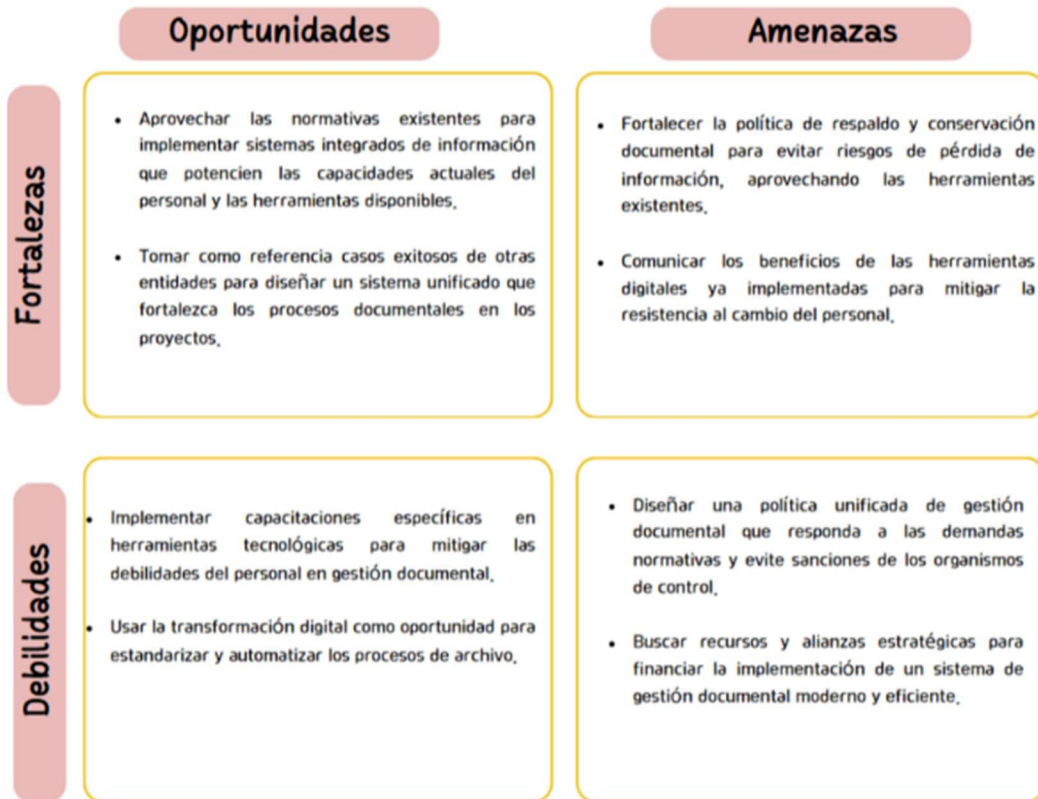 Oportunidades
Amenazas
Fortalezas
• Aprovechar las normativas existentes para
implementar sistemas integrados de información
que potencien las capacidades actuales del
personal y las herramientas disponibles.
• Tomar como referencia casos exitosos de otras
entidades para diseñar un sistema unificado que
fortalezca los procesos documentales en los
proyectos.
• Fortalecer la política de respaldo y conservación
documental para evitar riesgos de pérdida de
información, aprovechando las herramientas
existentes.
• Comunicar los beneficios de las herramientas
digitales ya implementadas para mitigar la
resistencia al cambio del personal.
Debilidades
• Implementar capacitaciones específicas en
herramientas tecnológicas para mitigar las
debilidades del personal en gestión documental.
• Usar la transformación digital como oportunidad para
estandarizar y automatizar los procesos de archivo.
• Diseñar una política unificada de gestión
documental que responda a las demandas
normativas y evite sanciones de los organismos
de control.
• Buscar recursos y alianzas estratégicas para
financiar la implementación de un sistema de
gestión documental moderno y eficiente.